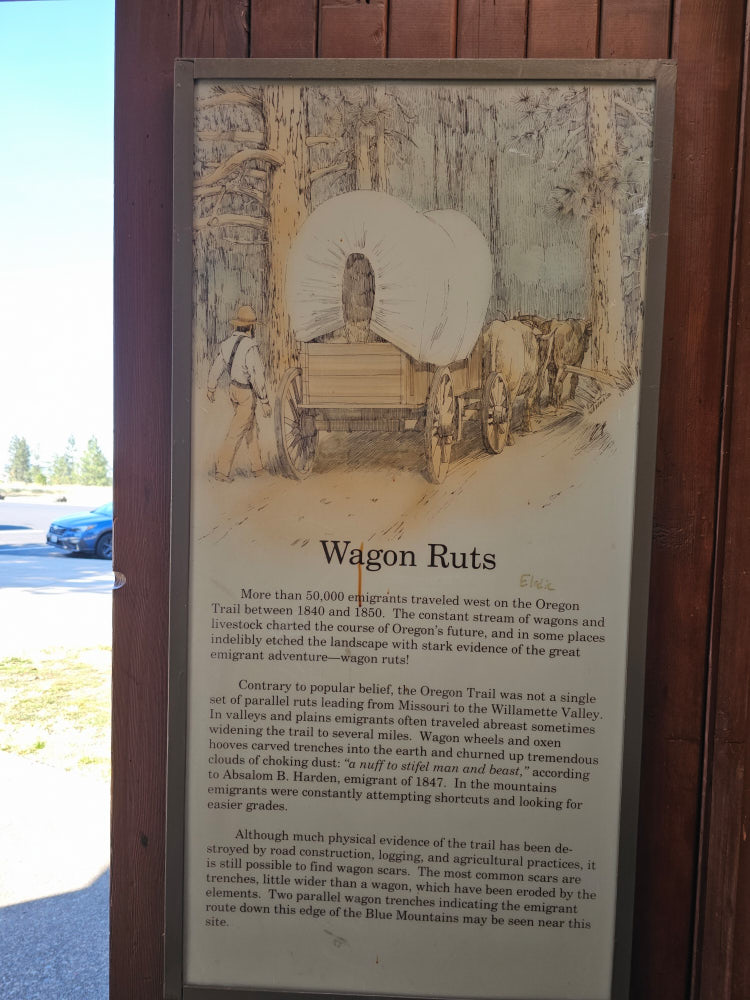 Wagon Ruts
More than 50,000 emigrants traveled west on the Oregon
Trail between 1840 and 1850. The constant stream of wagons and
livestock charted the course of Oregon's future, and in some places
indelibly etched the landscape with stark evidence of the great
emigrant adventure—wagon ruts!
Contrary to popular belief, the Oregon Trail was not a single
set of parallel ruts leading from Missouri to the Willamette Valley.
In valleys and plains emigrants often traveled abreast sometimes
widening the trail to several miles. Wagon wheels and oxen
hooves carved trenches into the earth and churned up tremendous
clouds of choking dust: "a nuff to stifel man and beast," according
to Absalom B. Harden, emigrant of 1847. In the mountains
emigrants were constantly attempting shortcuts and looking for
easier grades.
Although much physical evidence of the trail has been de-
stroyed by road construction, logging, and agricultural practices, it
is still possible to find wagon scars. The most common scars are
trenches, little wider than a wagon, which have been eroded by the
elements. Two parallel wagon trenches indicating the emigrant
route down this edge of the Blue Mountains may be seen near this
site.